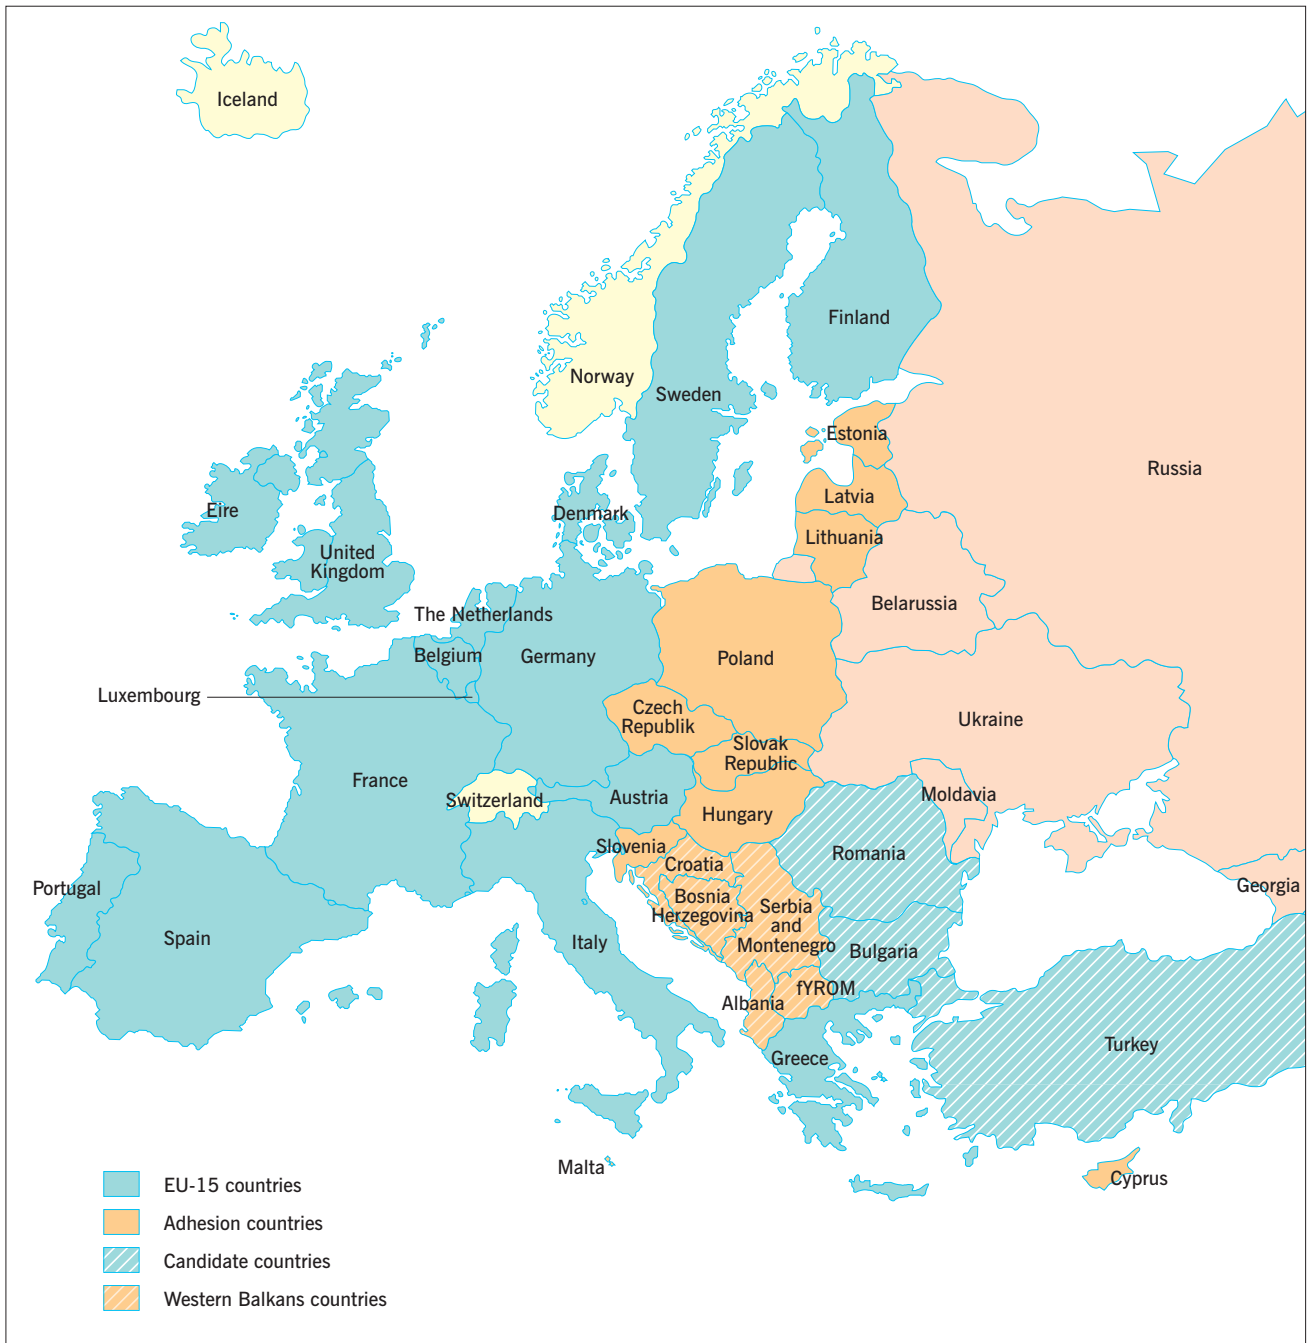 Iceland
Finland
Norway
Sweden
Estonia
Russia
Latvia
Eire
Denmark
Lithuania
United
Kingdom
Belarussia
The Netherlands
Belgium
Germany
Poland
Luxembourg
Czech
Republik
Ukraine
Slovak
Republic
France
Switzerland
Austria
Moldavia
Hungary
Slovenia
Romania
Croatia
Portugal
Georgia
Bosnia
Herzegovina
Serbia
and
Montenegro
Spain
Italy
Bulgaria
fYROM
Albania
Turkey
Greece
Malta
Cyprus
EU-15 countries
Adhesion countries
Candidate countries
Western Balkans countries